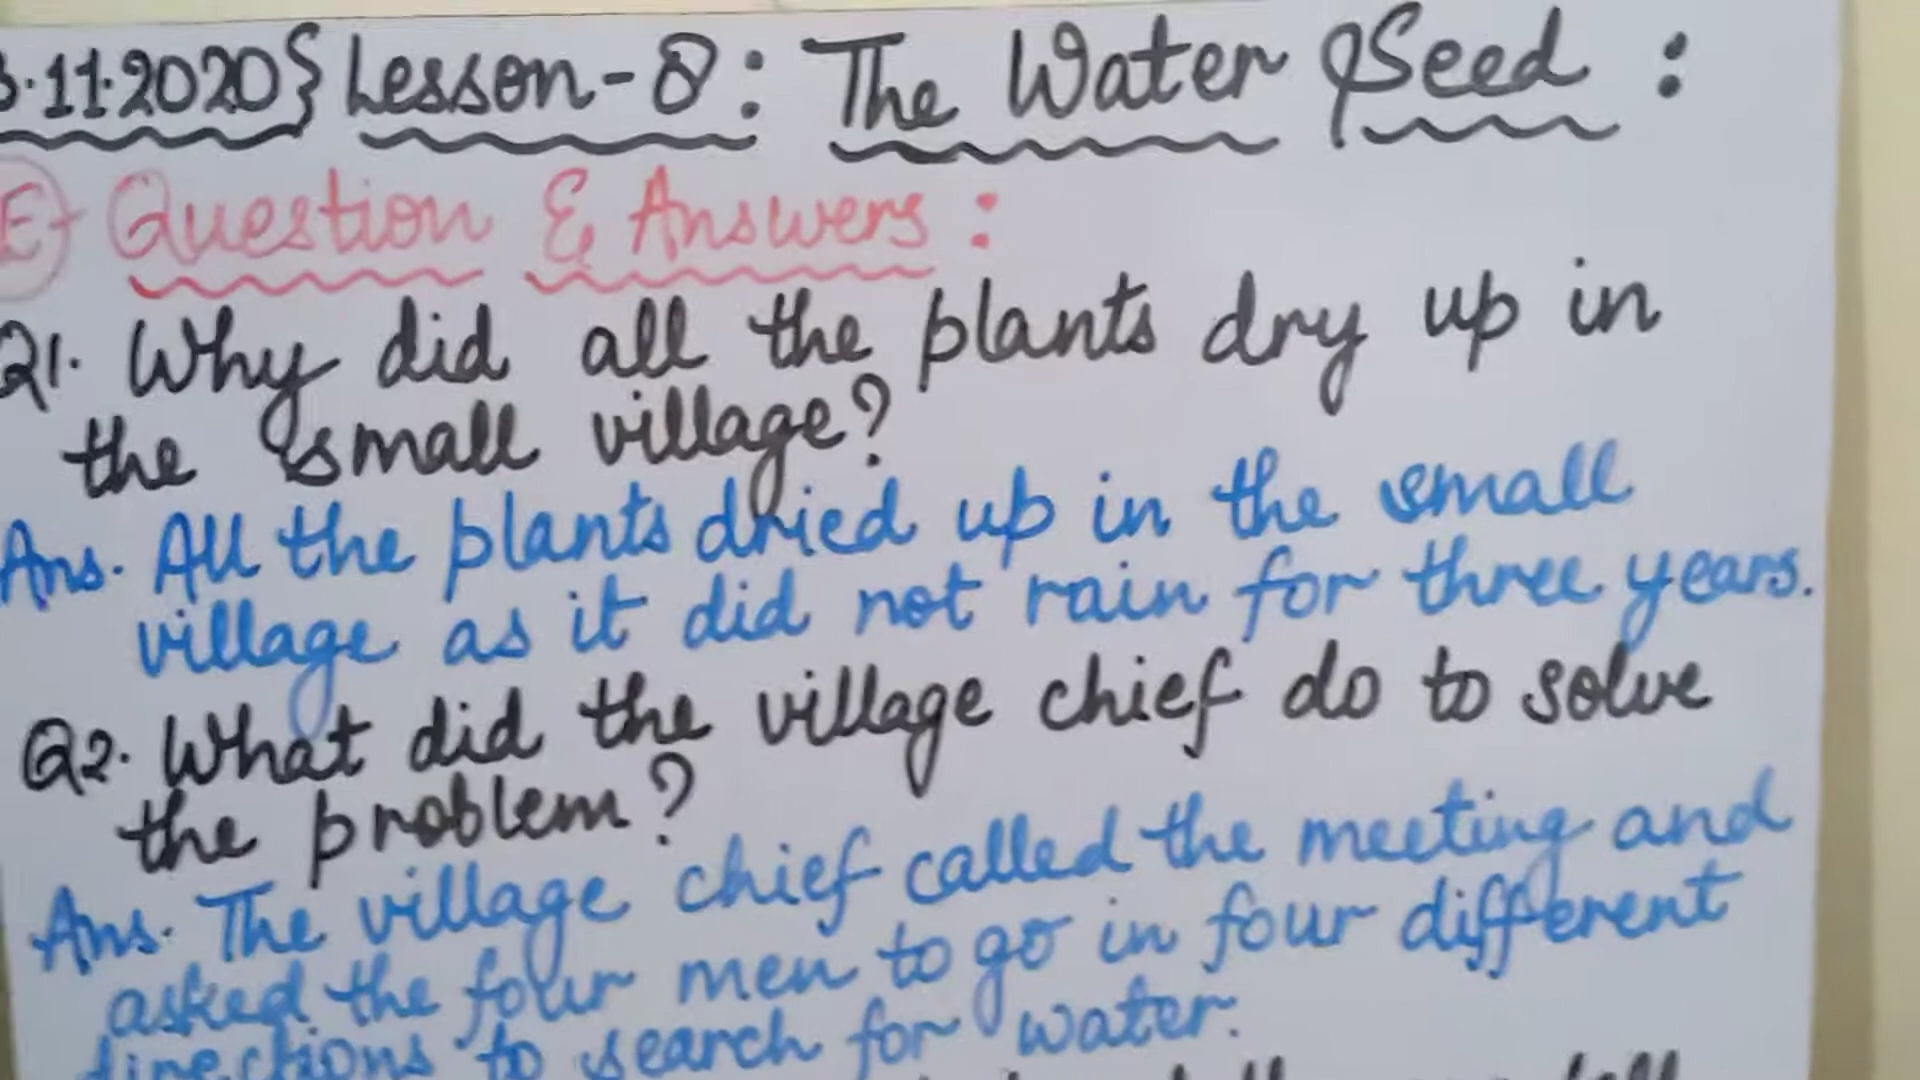 3.11.2020} Lesson-8: The Water Seed :
E} Question & Answers :
Q1. Why did all the plants dry up in
the small village?
Ans. All the plants dried up in the small
village as it did not rain for three years.
Q2. What did the village chief do to solve
the problem?
Ans. The village chief called the meeting and
asked the four men to go in four different
directions to search for water.